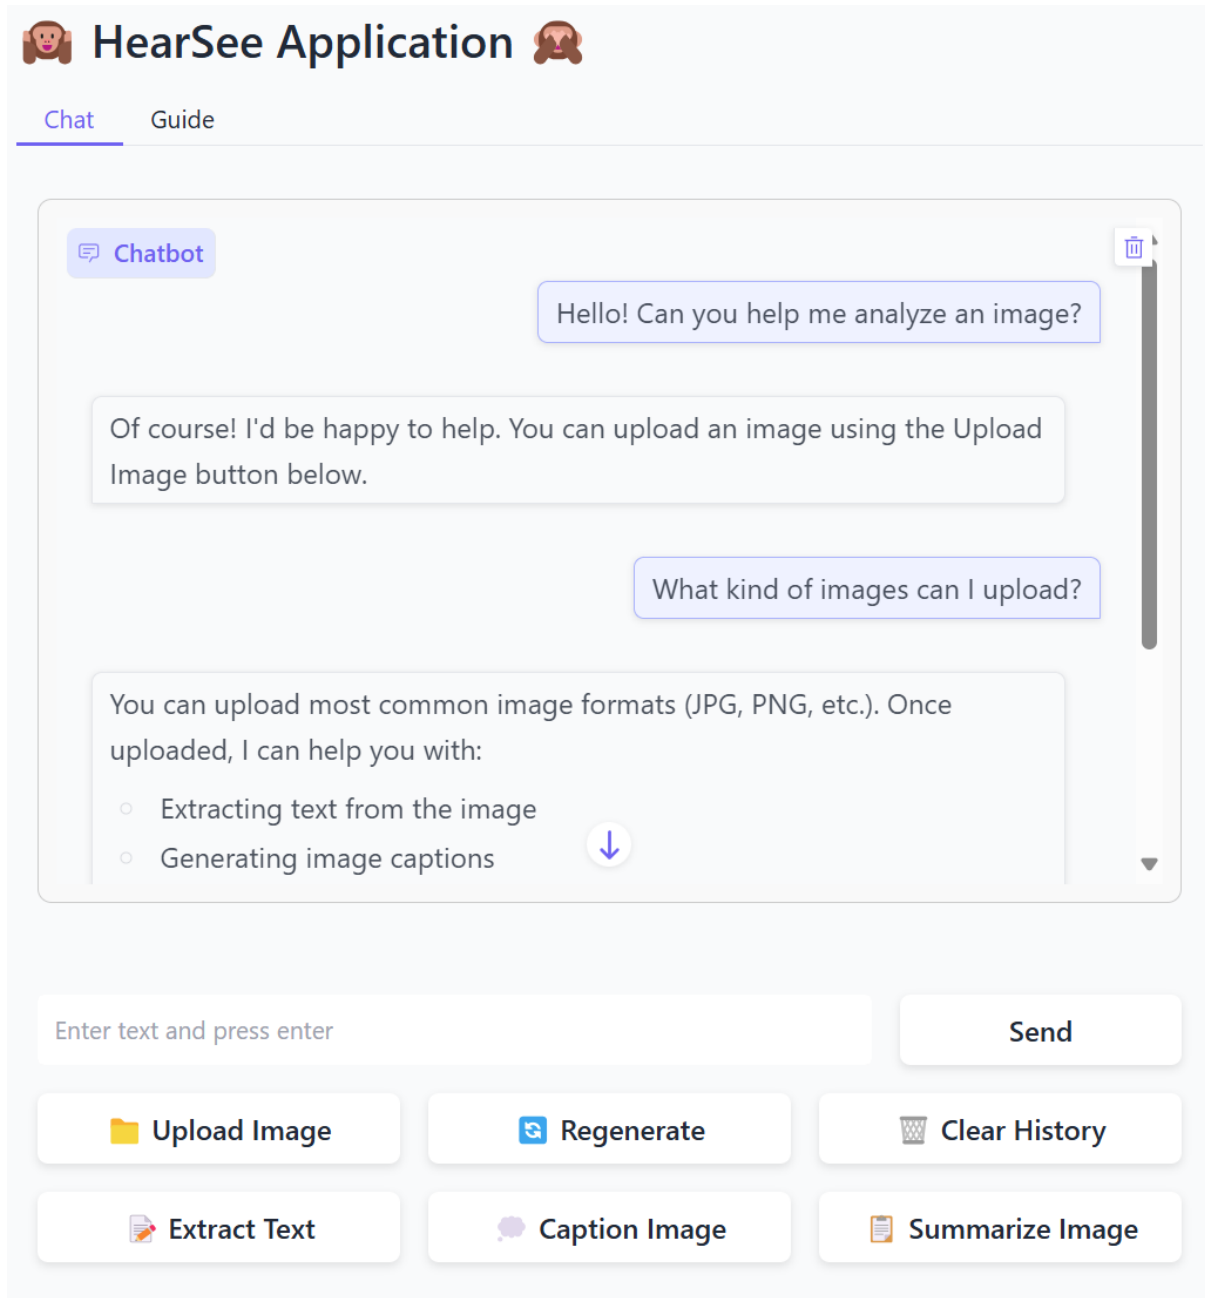 HearSee Application
Chat Guide
Chatbot
Hello! Can you help me analyze an image?
Of course! I'd be happy to help. You can upload an image using the Upload
Image button below.
What kind of images can I upload?
You can upload most common image formats (JPG, PNG, etc.). Once
uploaded, I can help you with:
Extracting text from the image
Generating image captions
Enter text and press enter
Send
Upload Image
Regenerate
Clear History
Extract Text
Caption Image
Summarize Image